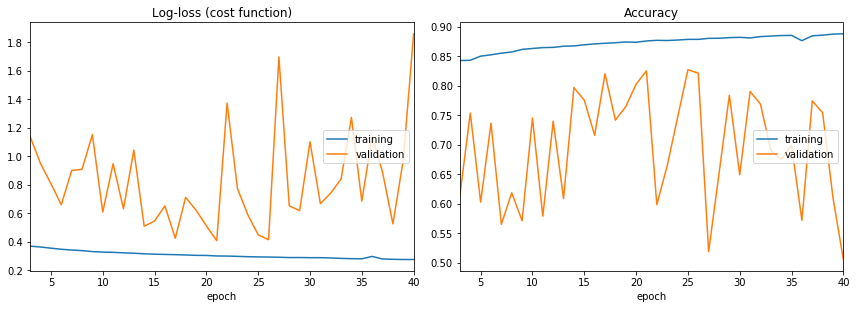 Log-loss (cost function)
1.8
1.6
1.4
1.2
1.0
0.8
0.6
0.4
0.2
training
validation
5 10 15 20 25 30 35 40
epoch
Accuracy
0.90
0.85
0.80
0.75
0.70
0.65
0.60
0.55
0.50
training
validation
5 10 15 20 25 30 35 40
epoch